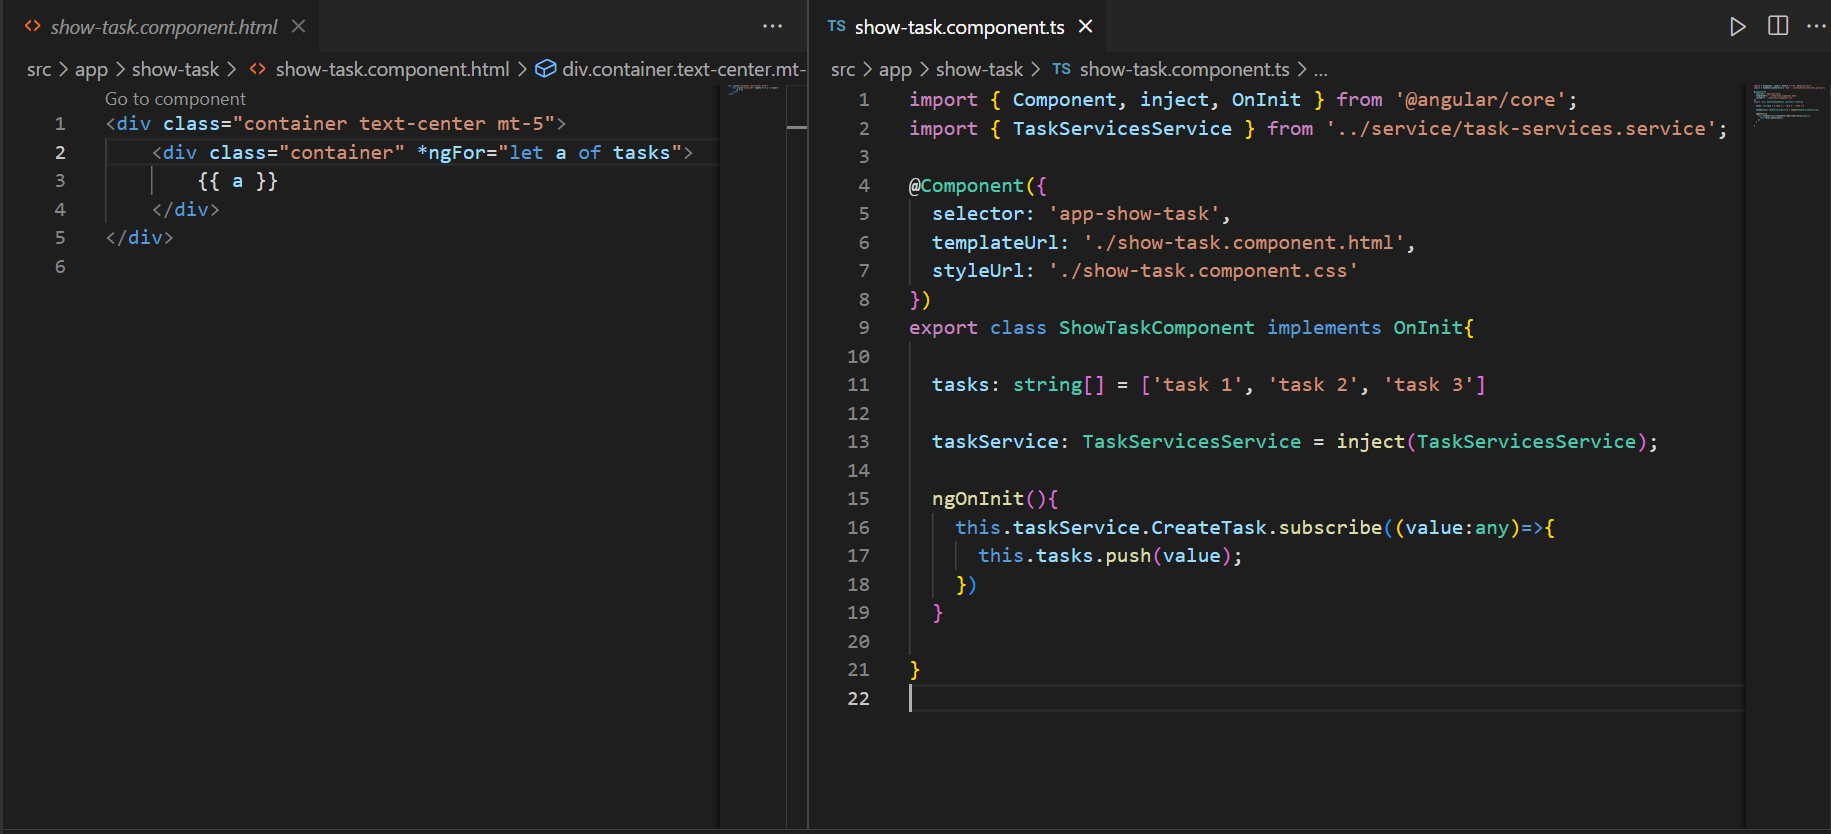 show-task.component.html
src > app > show-task > show-task.component.html > div.container.text-center.mt-
Go to component
1 <div class="container text-center mt-5">
2     <div class="container" *ngFor="let a of tasks">
3         {{ a }}
4     </div>
5 </div>
6
TS show-task.component.ts
src > app > show-task > TS show-task.component.ts > ...
1 import { Component, inject, OnInit } from '@angular/core';
2 import { TaskServicesService } from '../service/task-services.service';
3
4 @Component({
5   selector: 'app-show-task',
6   templateUrl: './show-task.component.html',
7   styleUrl: './show-task.component.css'
8 })
9 export class ShowTaskComponent implements OnInit{
10
11   tasks: string[] = ['task 1', 'task 2', 'task 3']
12
13   taskService: TaskServicesService = inject(TaskServicesService);
14
15   ngOnInit(){
16     this.taskService.CreateTask.subscribe((value:any)=>{
17       this.tasks.push(value);
18     })
19   }
20
21 }
22